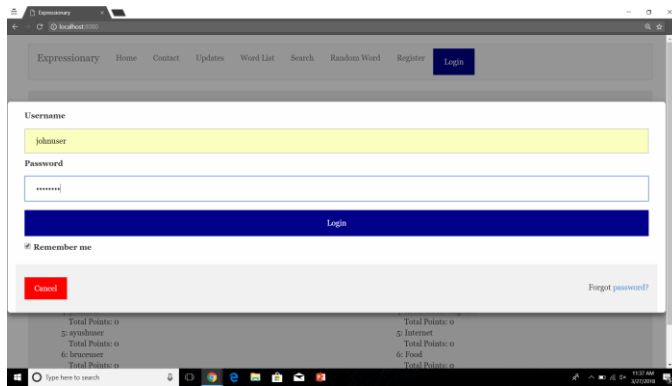 Expressionary
localhost:8080
Expressionary Home Contact Updates Word List Search Random Word Register Login
Username
johnuser
Password
••••••••
Login
Remember me
Cancel
Forgot password?
Total Points: 0
Total Points: 0
5: ayushuser
5: Internet
Total Points: 0
Total Points: 0
6: bruceuser
6: Food
Total Points: 0
Total Points: 0
Type here to search
11:37 AM
3/27/2018